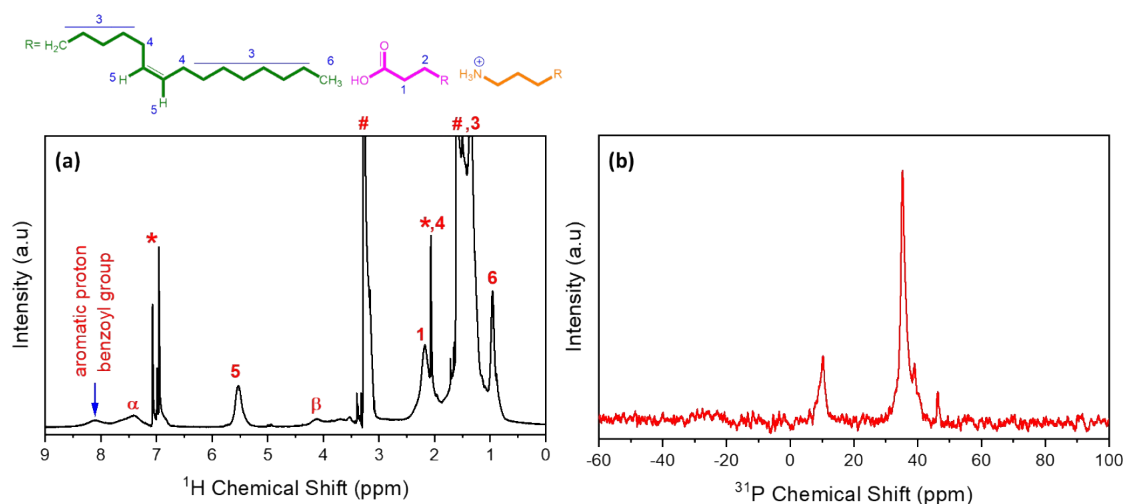 3
R= H₂C
4
4
3
6
CH₃
5 H
H
5
O
HO
1
2
R
H₃N
+
R
(a)
#
#,3
*
*,4
aromatic proton
benzoyl group
α
5
β
1
6
Intensity (a.u)
9 8 7 6 5 4 3 2 1 0
¹H Chemical Shift (ppm)
(b)
Intensity (a.u)
-60 -40 -20 0 20 40 60 80 100
³¹P Chemical Shift (ppm)